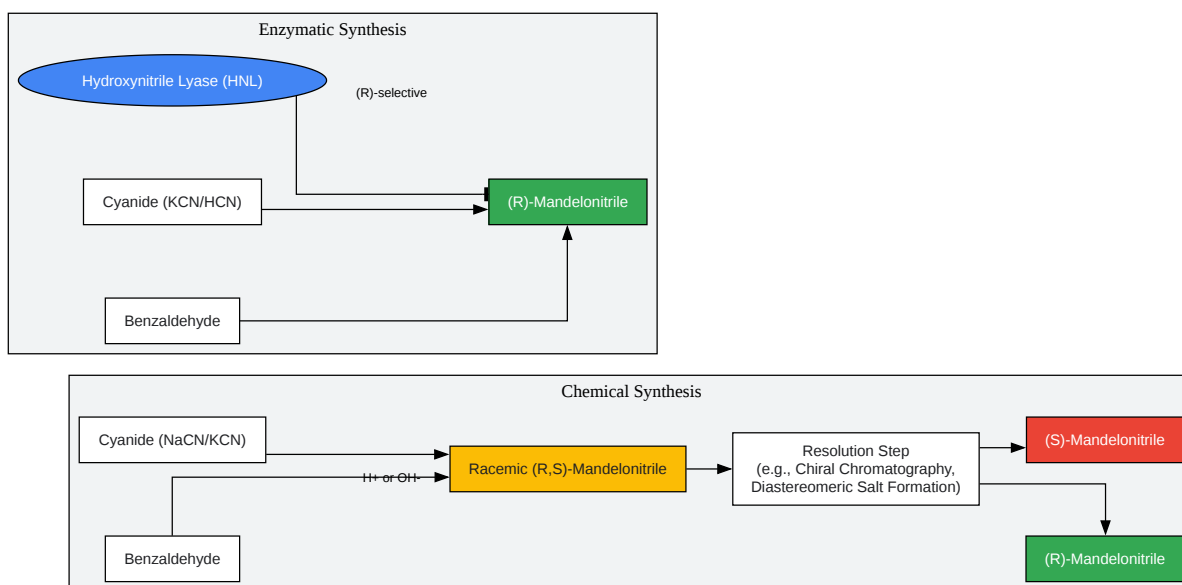 Enzymatic Synthesis
Hydroxynitrile Lyase (HNL)
(R)-selective
Cyanide (KCN/HCN)
(R)-Mandelonitrile
Benzaldehyde
Chemical Synthesis
Cyanide (NaCN/KCN)
H+ or OH-
Benzaldehyde
Racemic (R,S)-Mandelonitrile
Resolution Step
(e.g., Chiral Chromatography,
Diastereomeric Salt Formation)
(S)-Mandelonitrile
(R)-Mandelonitrile